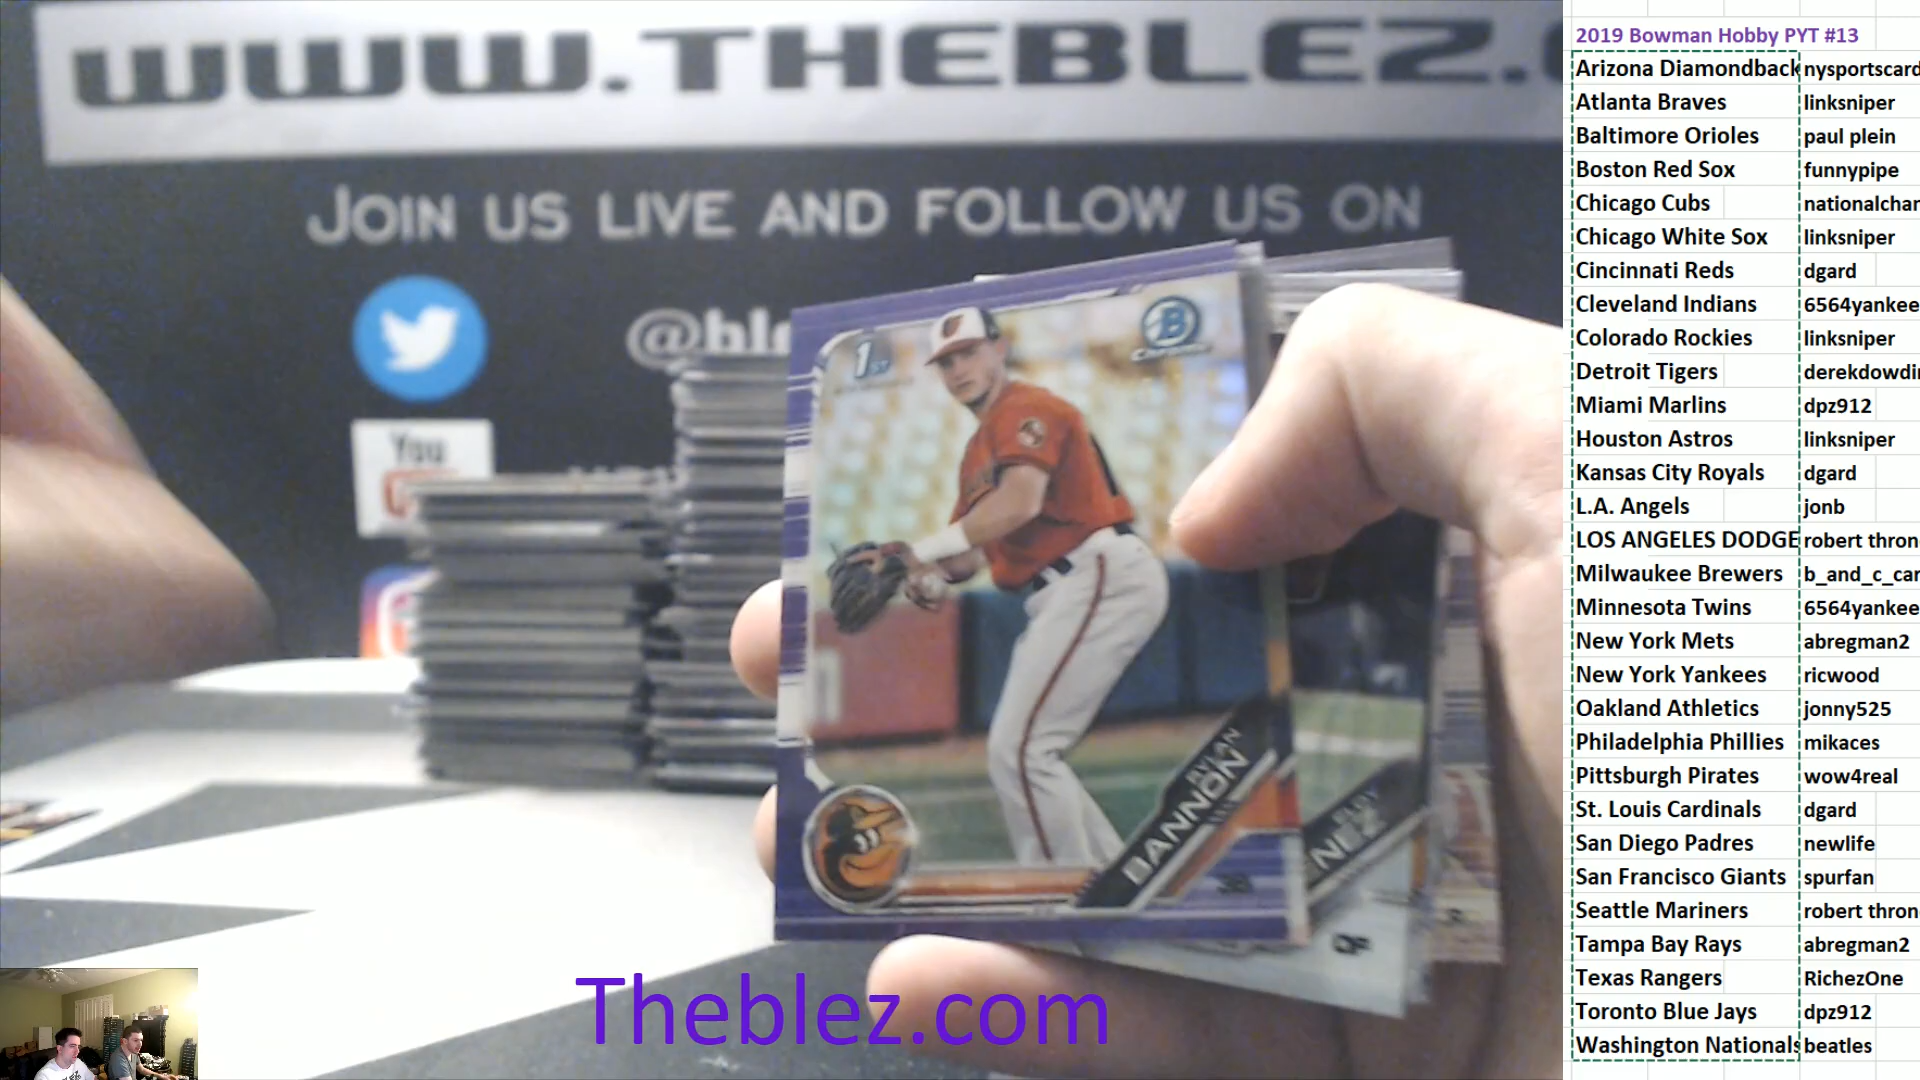 WWW.THEBLEZ.
JOIN US LIVE AND FOLLOW US ON
You
1ST
B
Chrome
RYLAN
BANNON
3B
NEZ
OF
Theblez.com
2019 Bowman Hobby PYT #13
Arizona Diamondback nysportscard
Atlanta Braves linksniper
Baltimore Orioles paul plein
Boston Red Sox funnypipe
Chicago Cubs nationalchar
Chicago White Sox linksniper
Cincinnati Reds dgard
Cleveland Indians 6564yankee
Colorado Rockies linksniper
Detroit Tigers derekdowdi
Miami Marlins dpz912
Houston Astros linksniper
Kansas City Royals dgard
L.A. Angels jonb
LOS ANGELES DODGE robert thron
Milwaukee Brewers b_and_c_car
Minnesota Twins 6564yankee
New York Mets abregman2
New York Yankees ricwood
Oakland Athletics jonny525
Philadelphia Phillies mikaces
Pittsburgh Pirates wow4real
St. Louis Cardinals dgard
San Diego Padres newlife
San Francisco Giants spurfan
Seattle Mariners robert thron
Tampa Bay Rays abregman2
Texas Rangers RichezOne
Toronto Blue Jays dpz912
Washington Nationals beatles